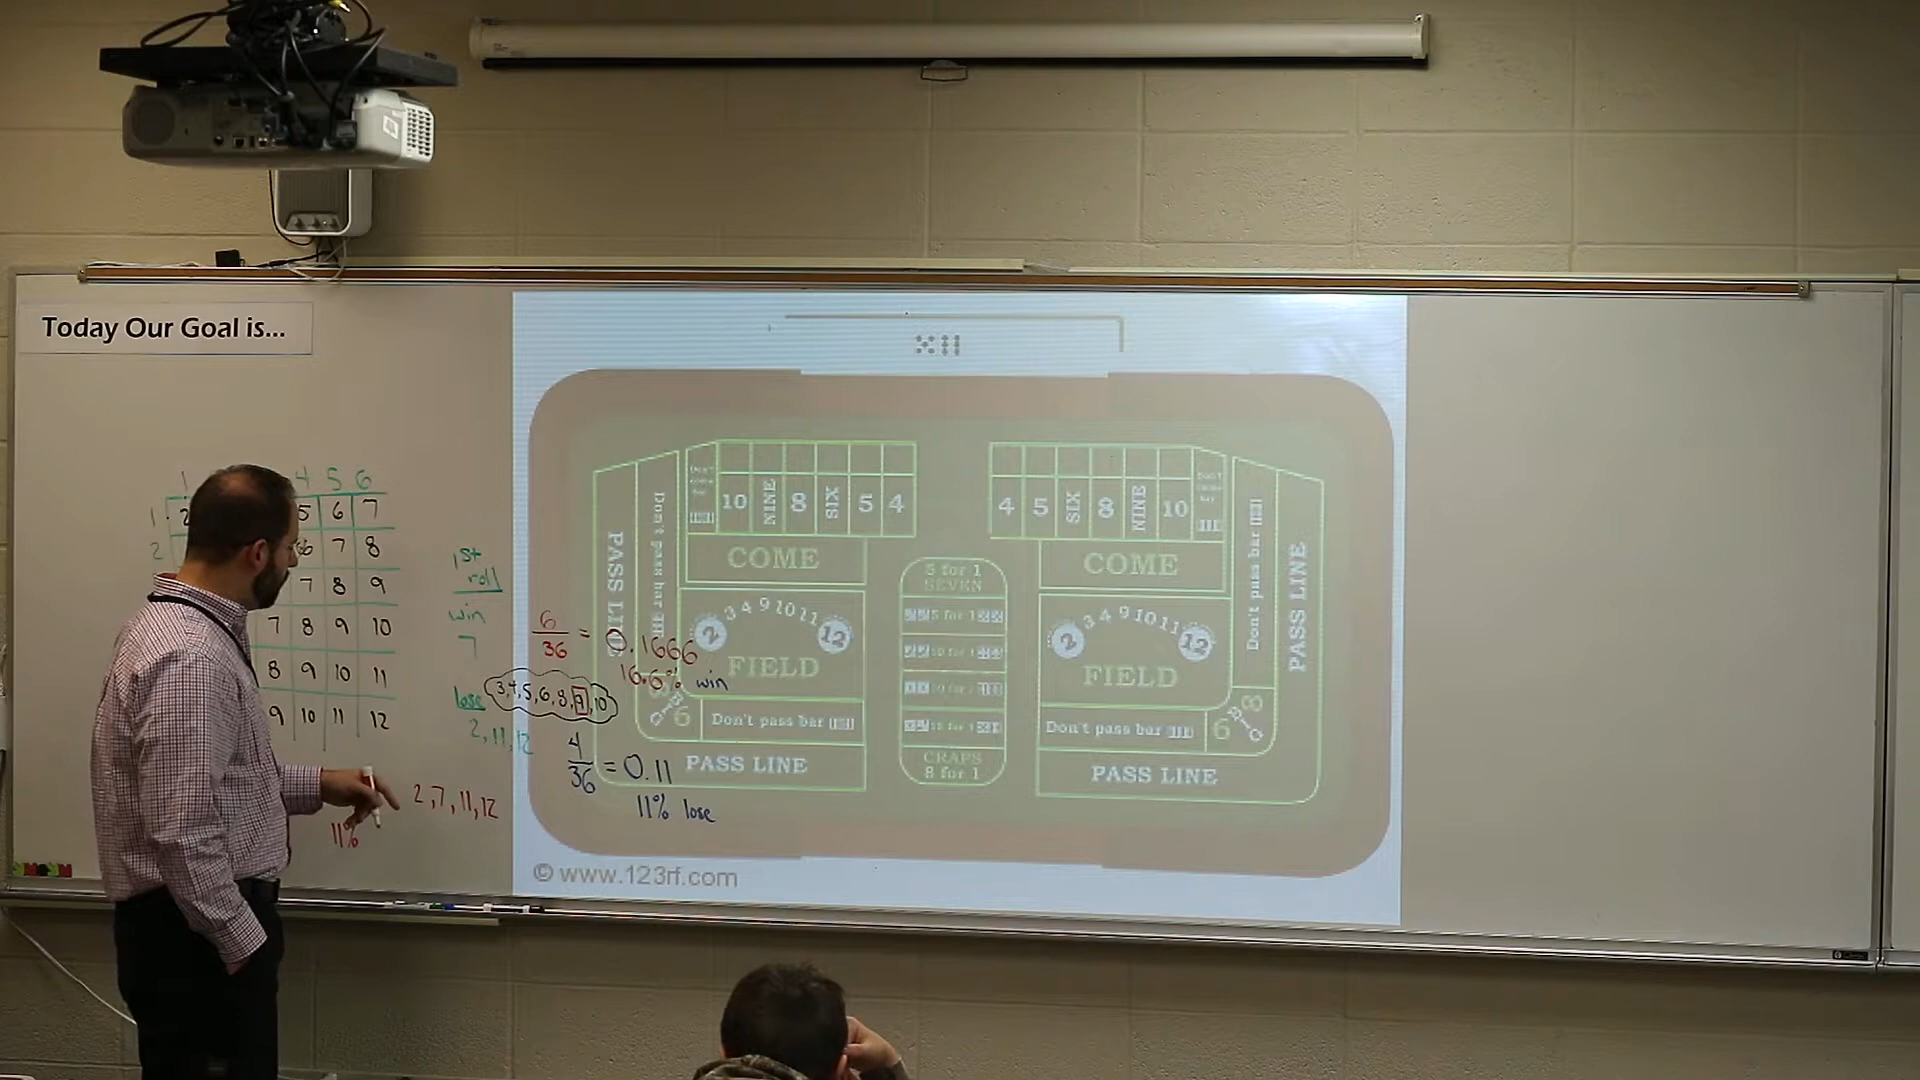 Today Our Goal is...
1 4 5 6
1 2 5 6 7
2 6 7 8
7 8 9
7 8 9 10
8 9 10 11
9 10 11 12
1st
roll
win
7
lose
2, 11, 12
3,4,5,6,8,9,10
6/36 = 0.1666
16.6% win
4/36 = 0.11
11% lose
2,7,11,12
11%
PASS LINE
Don't pass bar
10 NINE 8 SIX 5 4
COME
2 3 4 9 10 11 12
FIELD
6
Don't pass bar
PASS LINE
5 for 1
SEVEN
CRAPS
8 for 1
4 5 SIX 8 NINE 10
COME
2 3 4 9 10 11 12
FIELD
Don't pass bar
6 8
BIG
PASS LINE
Don't pass bar
PASS LINE
© www.123rf.com